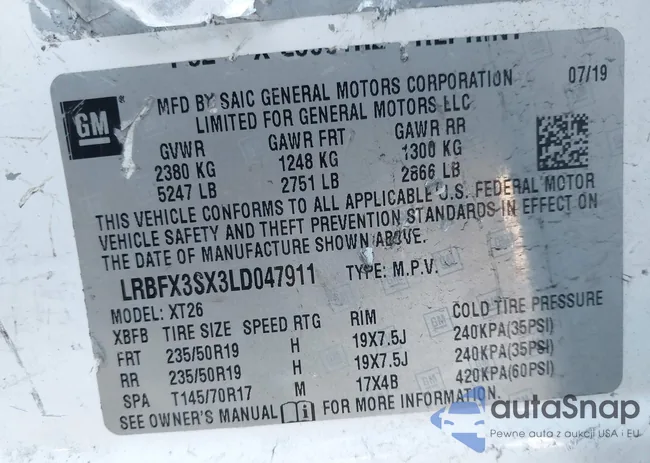 MFD BY SAIC GENERAL MOTORS CORPORATION 07/19
LIMITED FOR GENERAL MOTORS LLC
GM
GVWR GAWR FRT GAWR RR
2380 KG 1248 KG 1300 KG
5247 LB 2751 LB 2866 LB
THIS VEHICLE CONFORMS TO ALL APPLICABLE U.S. FEDERAL MOTOR
VEHICLE SAFETY AND THEFT PREVENTION STANDARDS IN EFFECT ON
THE DATE OF MANUFACTURE SHOWN ABOVE.
LRBFX3SX3LD047911 TYPE: M.P.V.
MODEL: XT26
XBFB TIRE SIZE SPEED RTG RIM COLD TIRE PRESSURE
FRT 235/50R19 H 19X7.5J 240KPA(35PSI)
RR 235/50R19 H 19X7.5J 240KPA(35PSI)
SPA T145/70R17 M 17X4B 420KPA(60PSI)
SEE OWNER'S MANUAL FOR MORE INFORMATION.
autaSnap
Pewne auta z aukcji USA i EU